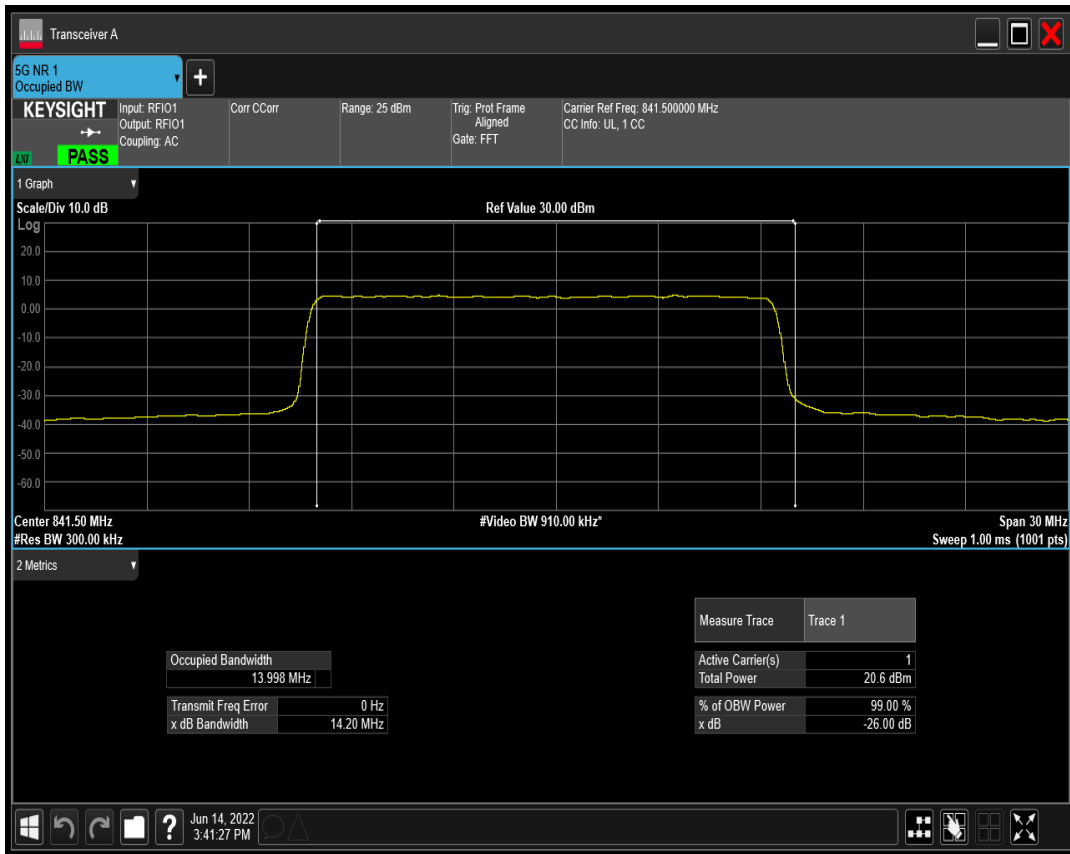 Transceiver A
5G NR 1
Occupied BW
+
KEYSIGHT
LXI
PASS
Input: RFIO1
Output: RFIO1
Coupling: AC
Corr CCorr
Range: 25 dBm
Trig: Prot Frame
Aligned
Gate: FFT
Carrier Ref Freq: 841.500000 MHz
CC Info: UL, 1 CC
1 Graph
Scale/Div 10.0 dB
Ref Value 30.00 dBm
Log
20.0
10.0
0.00
-10.0
-20.0
-30.0
-40.0
-50.0
-60.0
Center 841.50 MHz
#Video BW 910.00 kHz*
Span 30 MHz
#Res BW 300.00 kHz
Sweep 1.00 ms (1001 pts)
2 Metrics
Measure Trace Trace 1
Occupied Bandwidth
13.998 MHz
Active Carrier(s) 1
Total Power 20.6 dBm
Transmit Freq Error 0 Hz
x dB Bandwidth 14.20 MHz
% of OBW Power 99.00 %
x dB -26.00 dB
?
Jun 14, 2022
3:41:27 PM